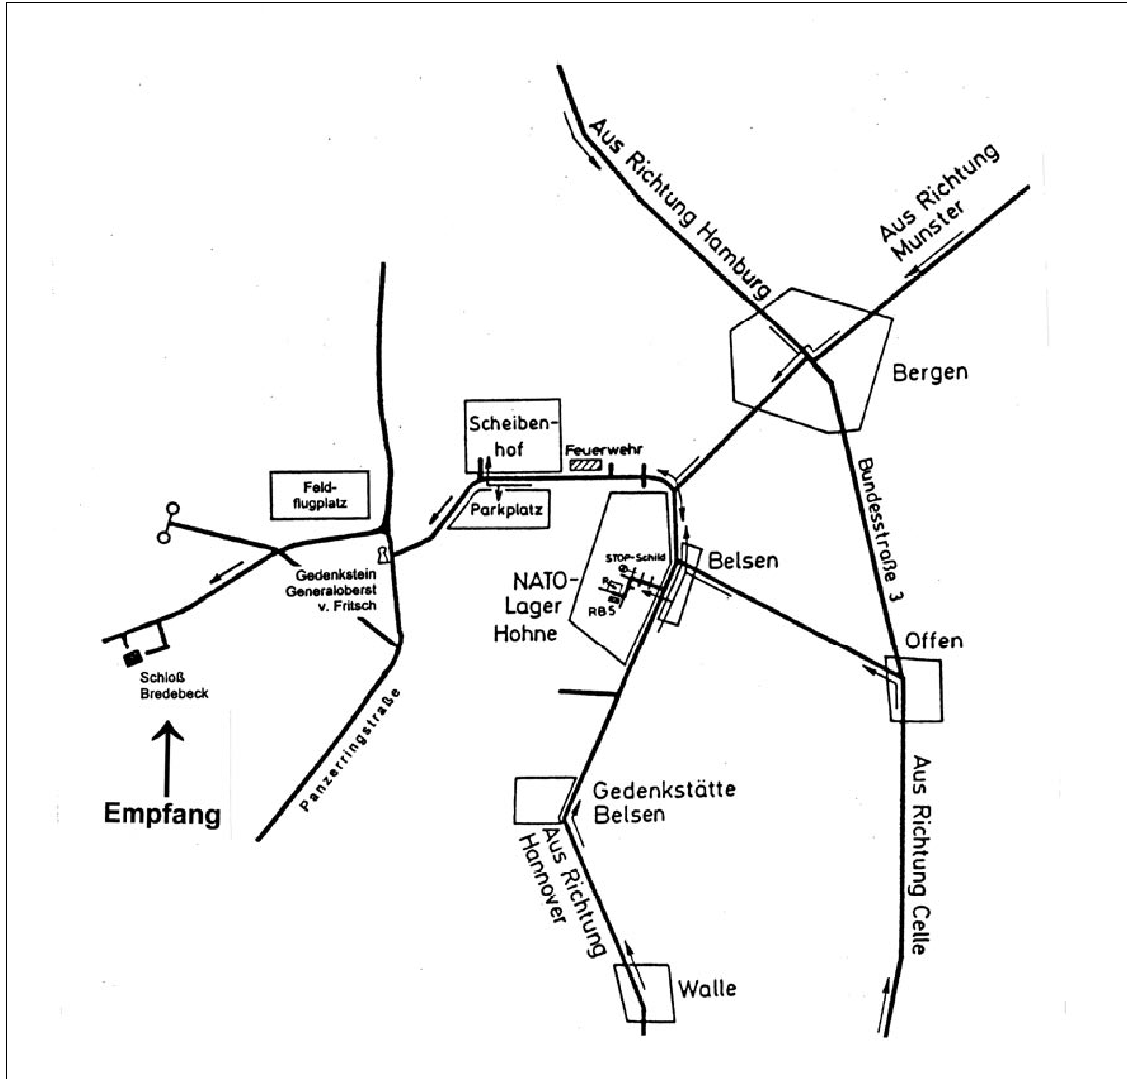 Aus Richtung Hamburg
Aus Richtung
Munster
Bergen
Scheiben-
hof
Feuerwehr
Feld-
flugplatz
Parkplatz
Bundesstraße 3
STOP-Schild
Belsen
NATO-
Lager
Hohne
RB5
Gedenkstein
Generaloberst
v. Fritsch
Offen
Schloß
Bredebeck
Panzerringstraße
Empfang
Gedenkstätte
Belsen
Aus Richtung
Hannover
Aus Richtung Celle
Walle